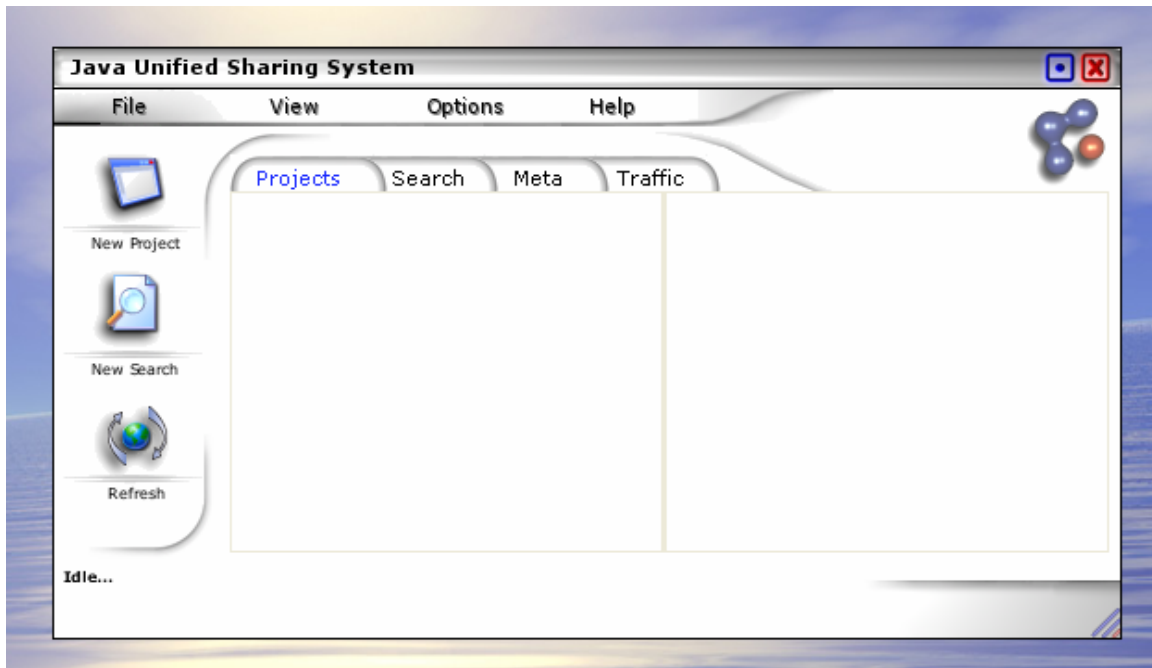 Java Unified Sharing System
File View Options Help
Projects Search Meta Traffic
New Project
New Search
Refresh
Idle...